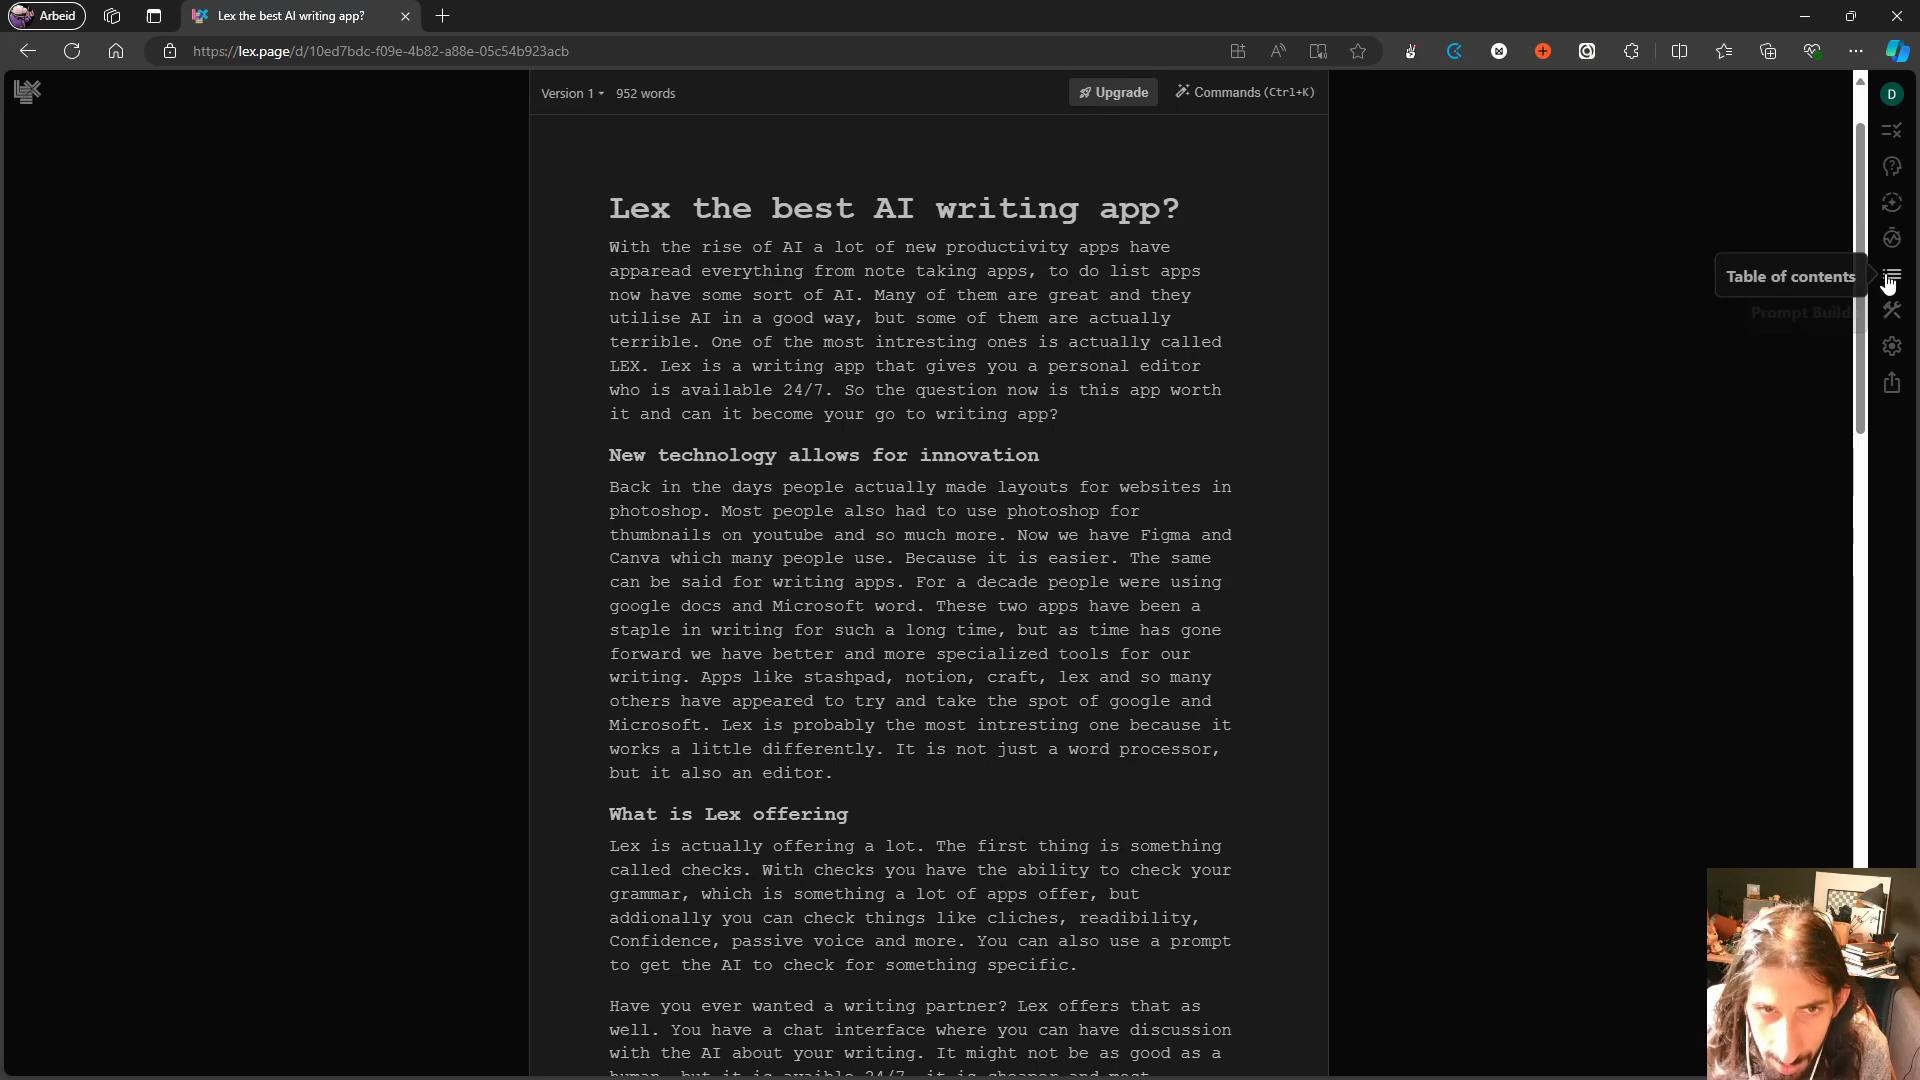 Arbeid
Lex the best AI writing app?
https://lex.page/d/10ed7bdc-f09e-4b82-a88e-05c54b923acb
Version 1
952 words
Upgrade
Commands (Ctrl+K)
D
Table of contents
Prompt Build
Lex the best AI writing app?
With the rise of AI a lot of new productivity apps have
apparead everything from note taking apps, to do list apps
now have some sort of AI. Many of them are great and they
utilise AI in a good way, but some of them are actually
terrible. One of the most intresting ones is actually called
LEX. Lex is a writing app that gives you a personal editor
who is available 24/7. So the question now is this app worth
it and can it become your go to writing app?
New technology allows for innovation
Back in the days people actually made layouts for websites in
photoshop. Most people also had to use photoshop for
thumbnails on youtube and so much more. Now we have Figma and
Canva which many people use. Because it is easier. The same
can be said for writing apps. For a decade people were using
google docs and Microsoft word. These two apps have been a
staple in writing for such a long time, but as time has gone
forward we have better and more specialized tools for our
writing. Apps like stashpad, notion, craft, lex and so many
others have appeared to try and take the spot of google and
Microsoft. Lex is probably the most intresting one because it
works a little differently. It is not just a word processor,
but it also an editor.
What is Lex offering
Lex is actually offering a lot. The first thing is something
called checks. With checks you have the ability to check your
grammar, which is something a lot of apps offer, but
addionally you can check things like cliches, readibility,
Confidence, passive voice and more. You can also use a prompt
to get the AI to check for something specific.
Have you ever wanted a writing partner? Lex offers that as
well. You have a chat interface where you can have discussion
with the AI about your writing. It might not be as good as a
human, but it is avaible 24/7, it is cheaper and most